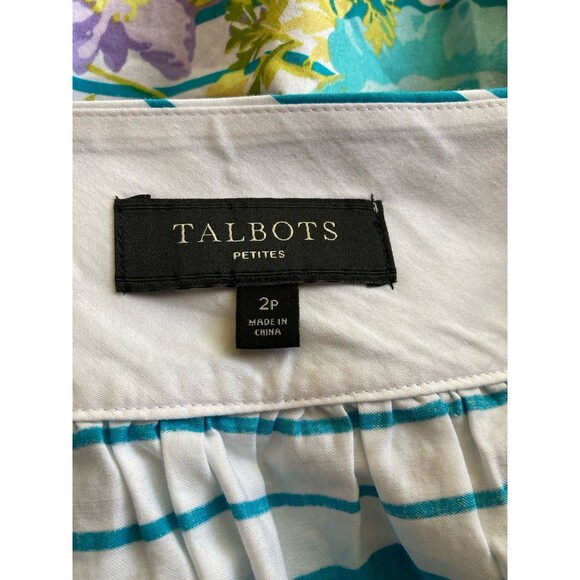 TALBOTS
PETITES
2P
MADE IN
CHINA